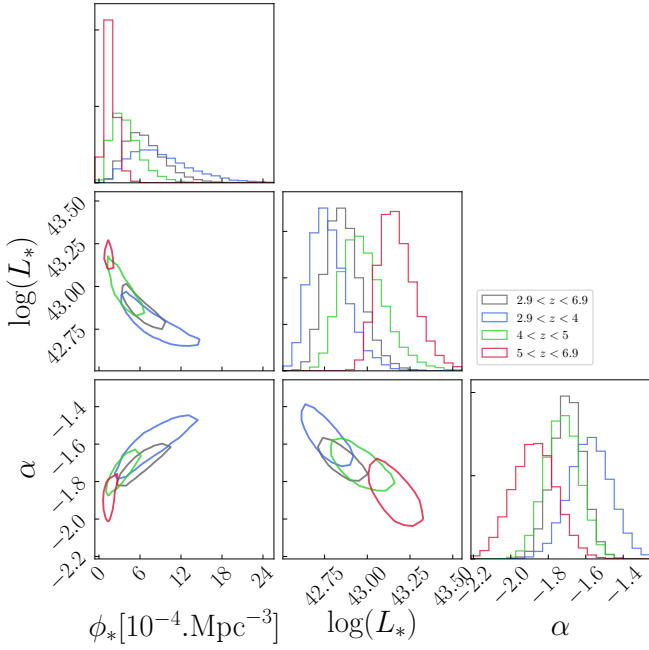 43.50
43.25
43.00
42.75
log(L∗)
2.9 < z < 6.9
2.9 < z < 4
4 < z < 5
5 < z < 6.9
−1.4
−1.6
−1.8
−2.0
−2.2
α
0 6 12 18 24
42.75 43.00 43.25 43.50
−2.2 −2.0 −1.8 −1.6 −1.4
ϕ∗[10⁻⁴.Mpc⁻³] log(L∗) α